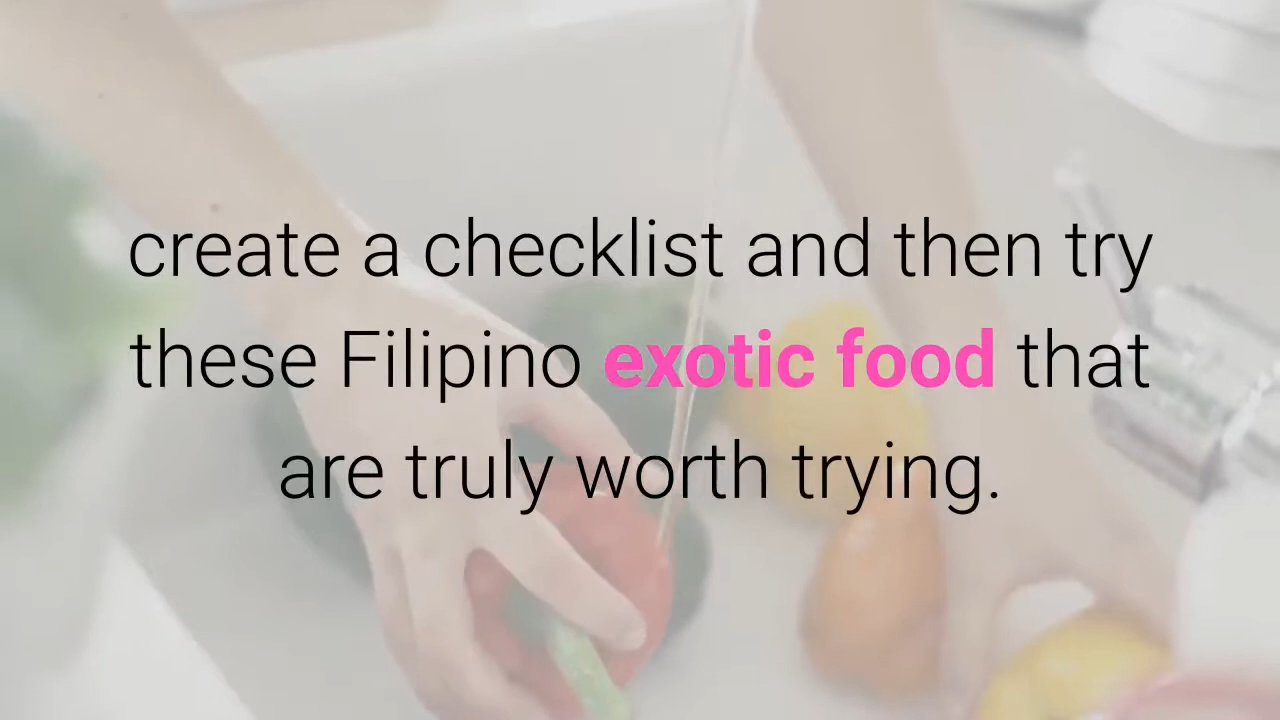 create a checklist and then try
these Filipino exotic food that
are truly worth trying.